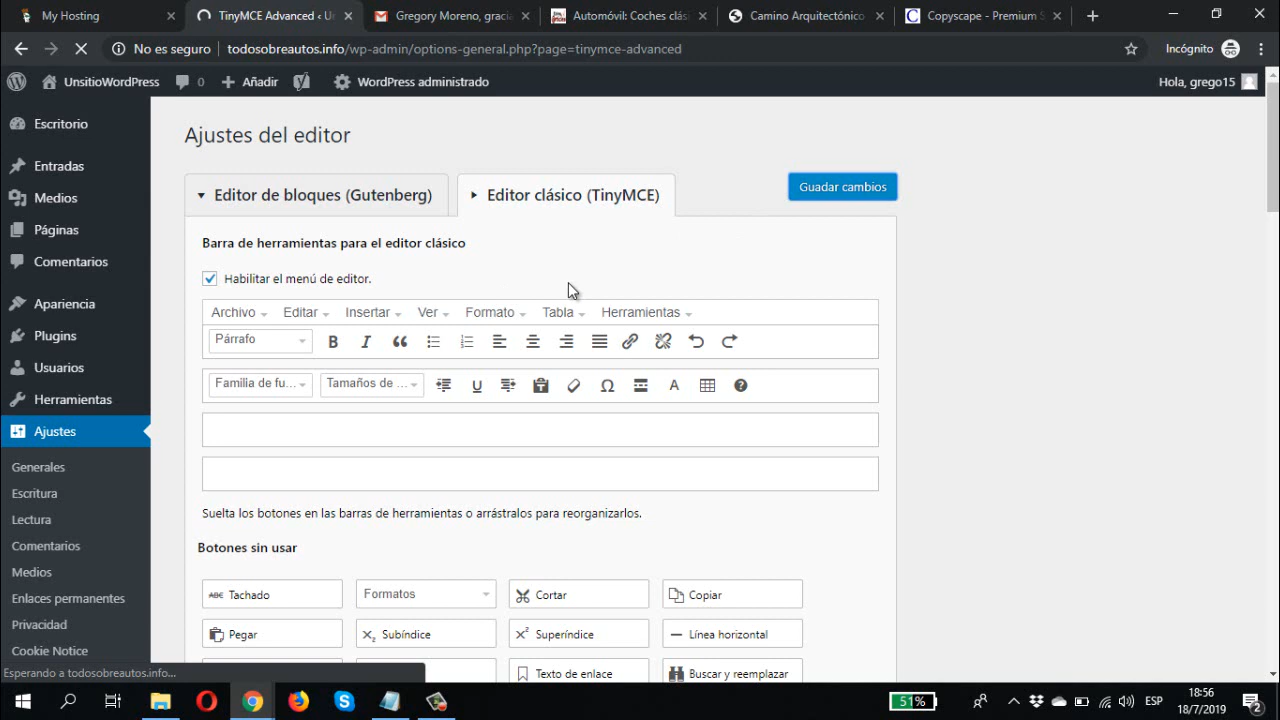 My Hosting
TinyMCE Advanced ‹ Un
Gregory Moreno, gracia
Automóvil: Coches clási
Camino Arquitectónico
Copyscape - Premium S
No es seguro
todosobreautos.info/wp-admin/options-general.php?page=tinymce-advanced
Incógnito
UnsitioWordPress
0
Añadir
WordPress administrado
Hola, grego15
Escritorio
Entradas
Medios
Páginas
Comentarios
Apariencia
Plugins
Usuarios
Herramientas
Ajustes
Generales
Escritura
Lectura
Comentarios
Medios
Enlaces permanentes
Privacidad
Cookie Notice
Ajustes del editor
Editor de bloques (Gutenberg)
Editor clásico (TinyMCE)
Guadar cambios
Barra de herramientas para el editor clásico
Habilitar el menú de editor.
Archivo Editar Insertar Ver Formato Tabla Herramientas
Párrafo
Familia de fu... Tamaños de ...
Suelta los botones en las barras de herramientas o arrástralos para reorganizarlos.
Botones sin usar
Tachado Formatos Cortar Copiar
Pegar Subíndice Superíndice Línea horizontal
Texto de enlace Buscar y reemplazar
Esperando a todosobreautos.info...
51%
ESP
18:56
18/7/2019
2